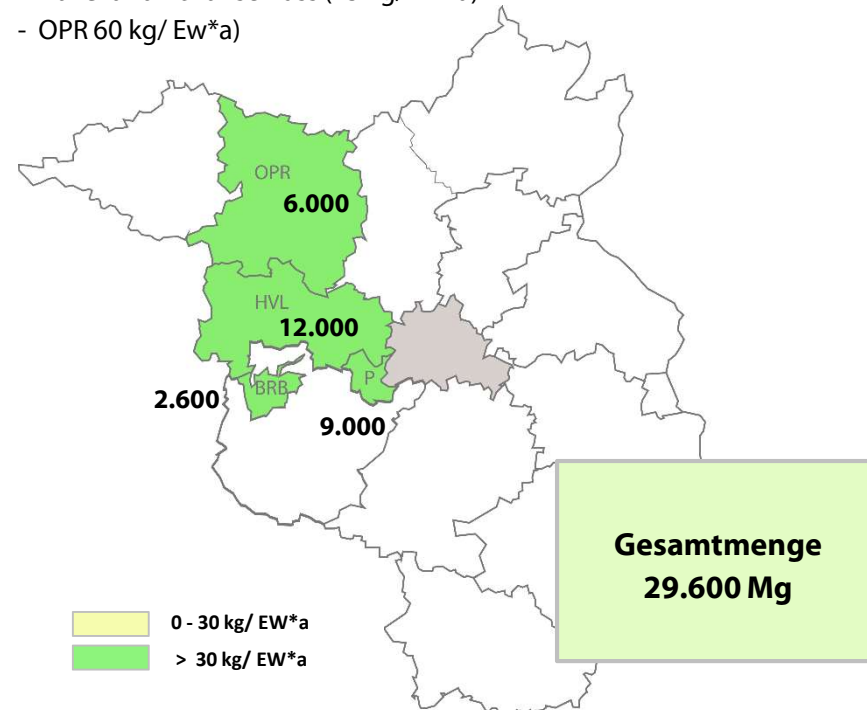 - OPR 60 kg/ Ew*a)
OPR
6.000
HVL
12.000
BRB
P
2.600
9.000
Gesamtmenge
29.600 Mg
0 - 30 kg/ EW*a
> 30 kg/ EW*a